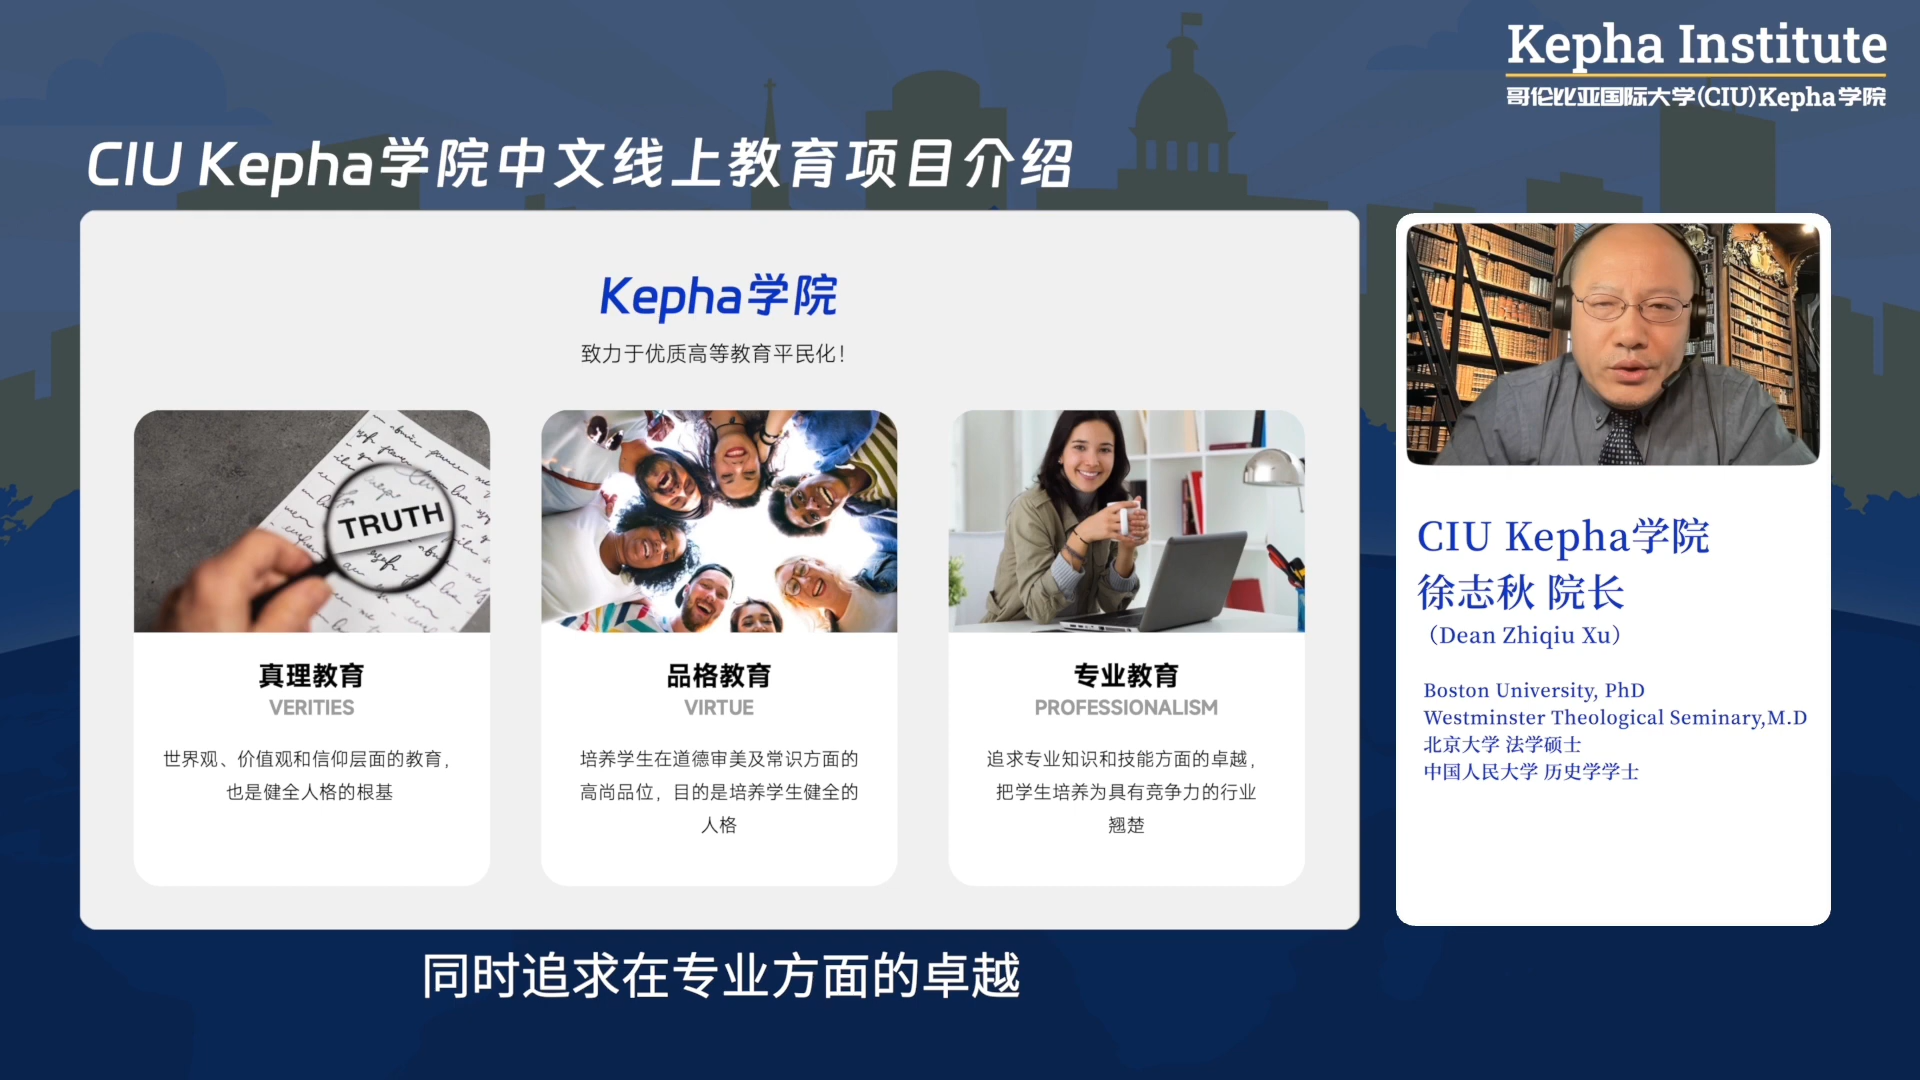 Kepha Institute
哥伦比亚国际大学(CIU)Kepha学院
CIU Kepha学院中文线上教育项目介绍
Kepha学院
致力于优质高等教育平民化！
TRUTH
真理教育
VERITIES
世界观、价值观和信仰层面的教育，
也是健全人格的根基
品格教育
VIRTUE
培养学生在道德审美及常识方面的
高尚品位，目的是培养学生健全的
人格
专业教育
PROFESSIONALISM
追求专业知识和技能方面的卓越，
把学生培养为具有竞争力的行业
翘楚
CIU Kepha学院
徐志秋 院长
（Dean Zhiqiu Xu）
Boston University, PhD
Westminster Theological Seminary,M.D
北京大学 法学硕士
中国人民大学 历史学学士
同时追求在专业方面的卓越